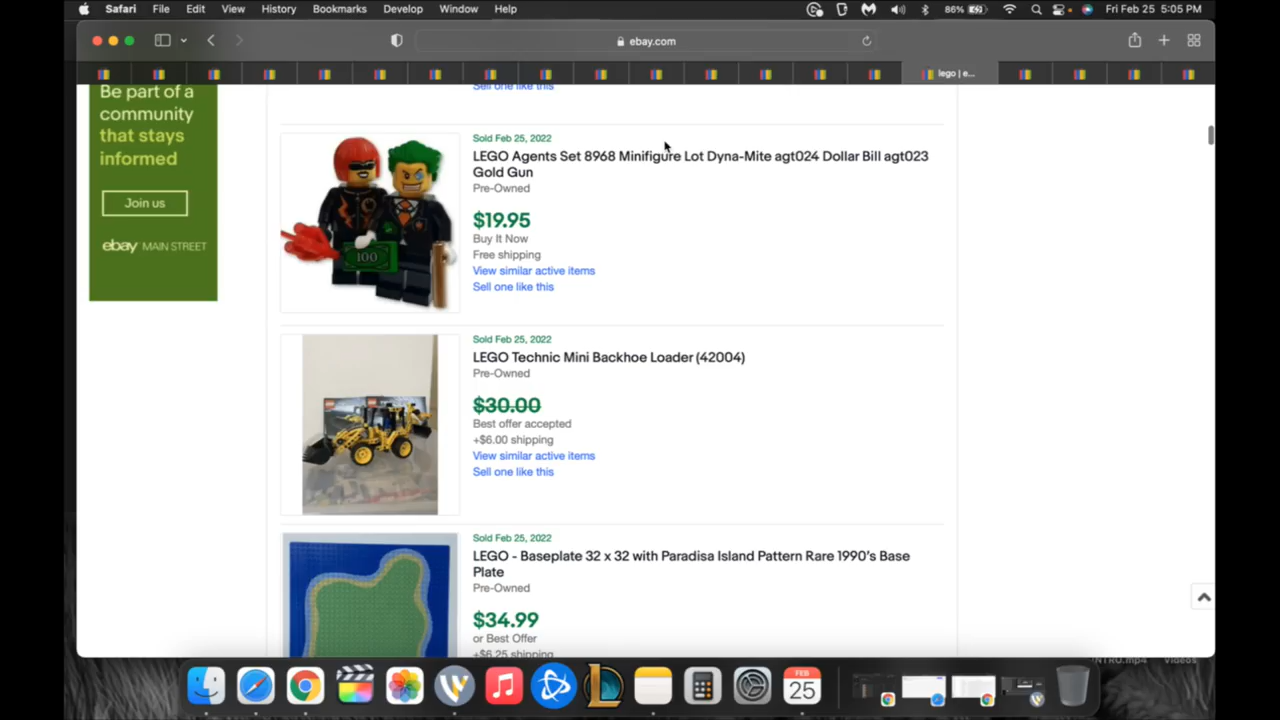 Safari File Edit View History Bookmarks Develop Window Help 86% Fri Feb 25 5:05 PM
ebay.com
lego | e...
Be part of a
community
that stays
informed
Join us
ebay MAIN STREET
Sell one like this
Sold Feb 25, 2022
LEGO Agents Set 8968 Minifigure Lot Dyna-Mite agt024 Dollar Bill agt023
Gold Gun
Pre-Owned
$19.95
Buy It Now
Free shipping
View similar active items
Sell one like this
100
Sold Feb 25, 2022
LEGO Technic Mini Backhoe Loader (42004)
Pre-Owned
$30.00
Best offer accepted
+$6.00 shipping
View similar active items
Sell one like this
Sold Feb 25, 2022
LEGO - Baseplate 32 x 32 with Paradisa Island Pattern Rare 1990's Base
Plate
Pre-Owned
$34.99
or Best Offer
+$6.25 shipping
INTRO.mp4 Videos
FEB
25